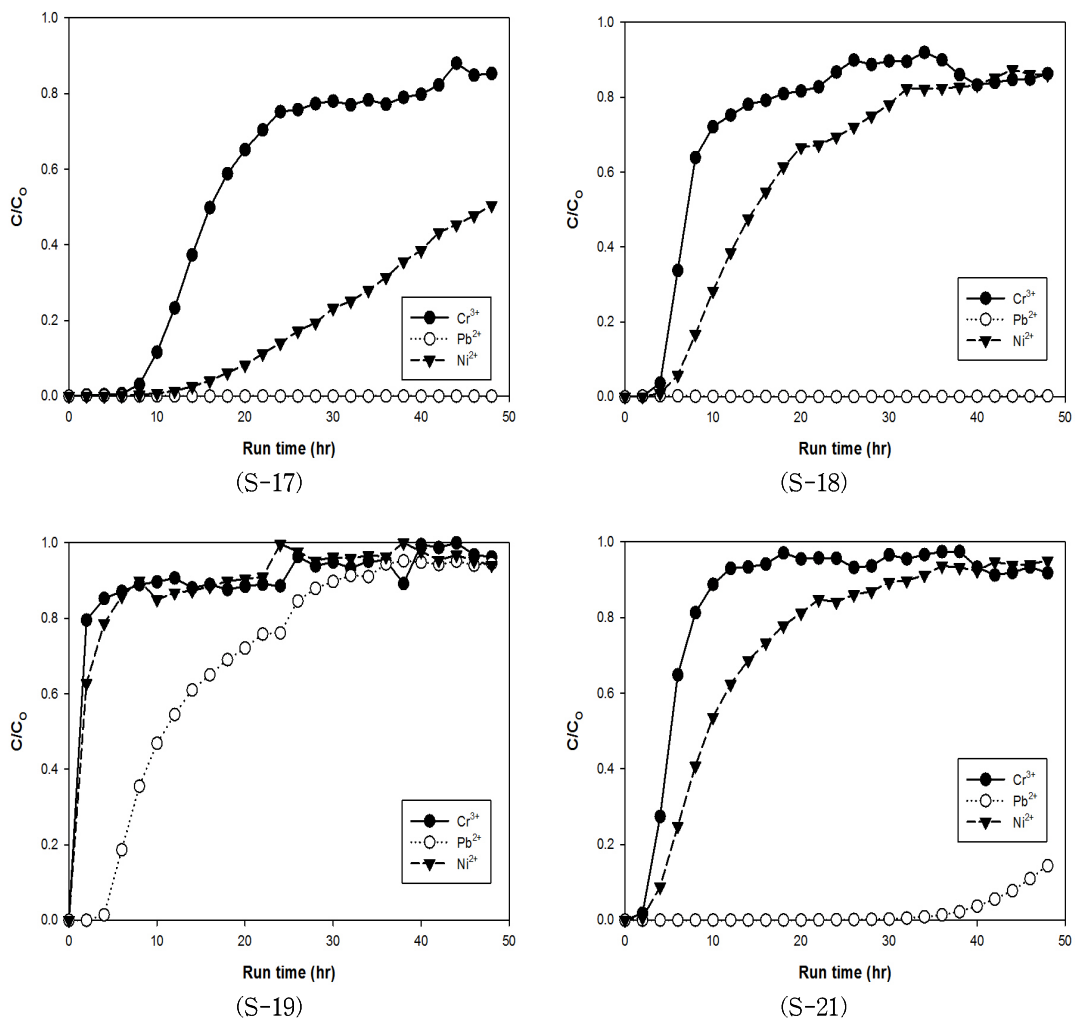 1.0
0.8
0.6
0.4
0.2
0.0
C/C_O
0 10 20 30 40 50
Run time (hr)
Cr³⁺
Pb²⁺
Ni²⁺
(S-17)
1.0
0.8
0.6
0.4
0.2
0.0
C/C_O
0 10 20 30 40 50
Run time (hr)
Cr³⁺
Pb²⁺
Ni²⁺
(S-18)
1.0
0.8
0.6
0.4
0.2
0.0
C/C_O
0 10 20 30 40 50
Run time (hr)
Cr³⁺
Pb²⁺
Ni²⁺
(S-19)
1.0
0.8
0.6
0.4
0.2
0.0
C/C_O
0 10 20 30 40 50
Run time (hr)
Cr³⁺
Pb²⁺
Ni²⁺
(S-21)